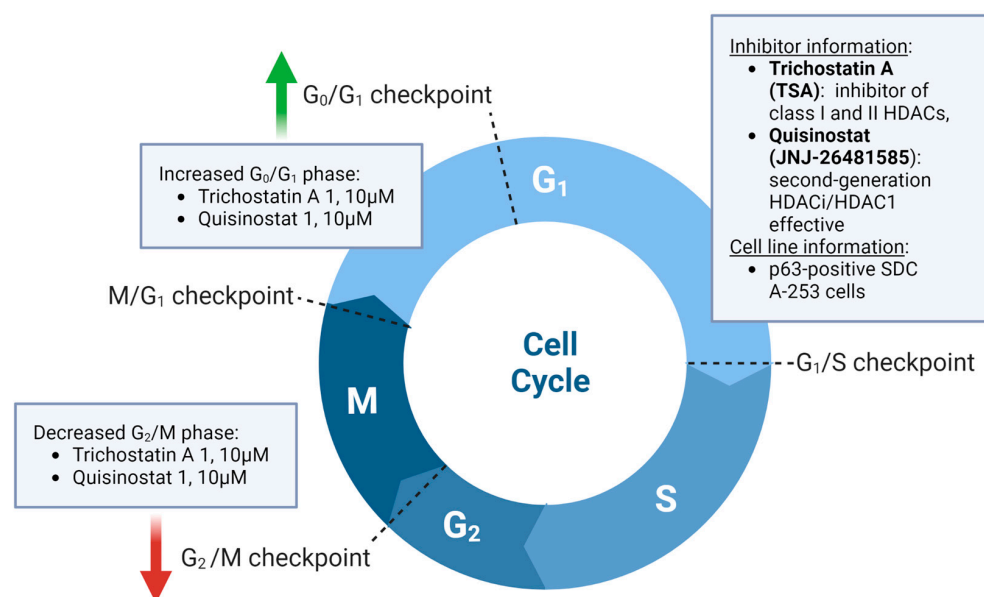 G₀/G₁ checkpoint
Increased G₀/G₁ phase:
• Trichostatin A 1, 10µM
• Quisinostat 1, 10µM
M/G₁ checkpoint
Decreased G₂/M phase:
• Trichostatin A 1, 10µM
• Quisinostat 1, 10µM
G₂/M checkpoint
G₁
Cell
Cycle
M
G₂
S
G₁/S checkpoint
Inhibitor information:
• Trichostatin A
(TSA): inhibitor of
class I and II HDACs,
• Quisinostat
(JNJ-26481585):
second-generation
HDACi/HDAC1
effective
Cell line information:
• p63-positive SDC
A-253 cells